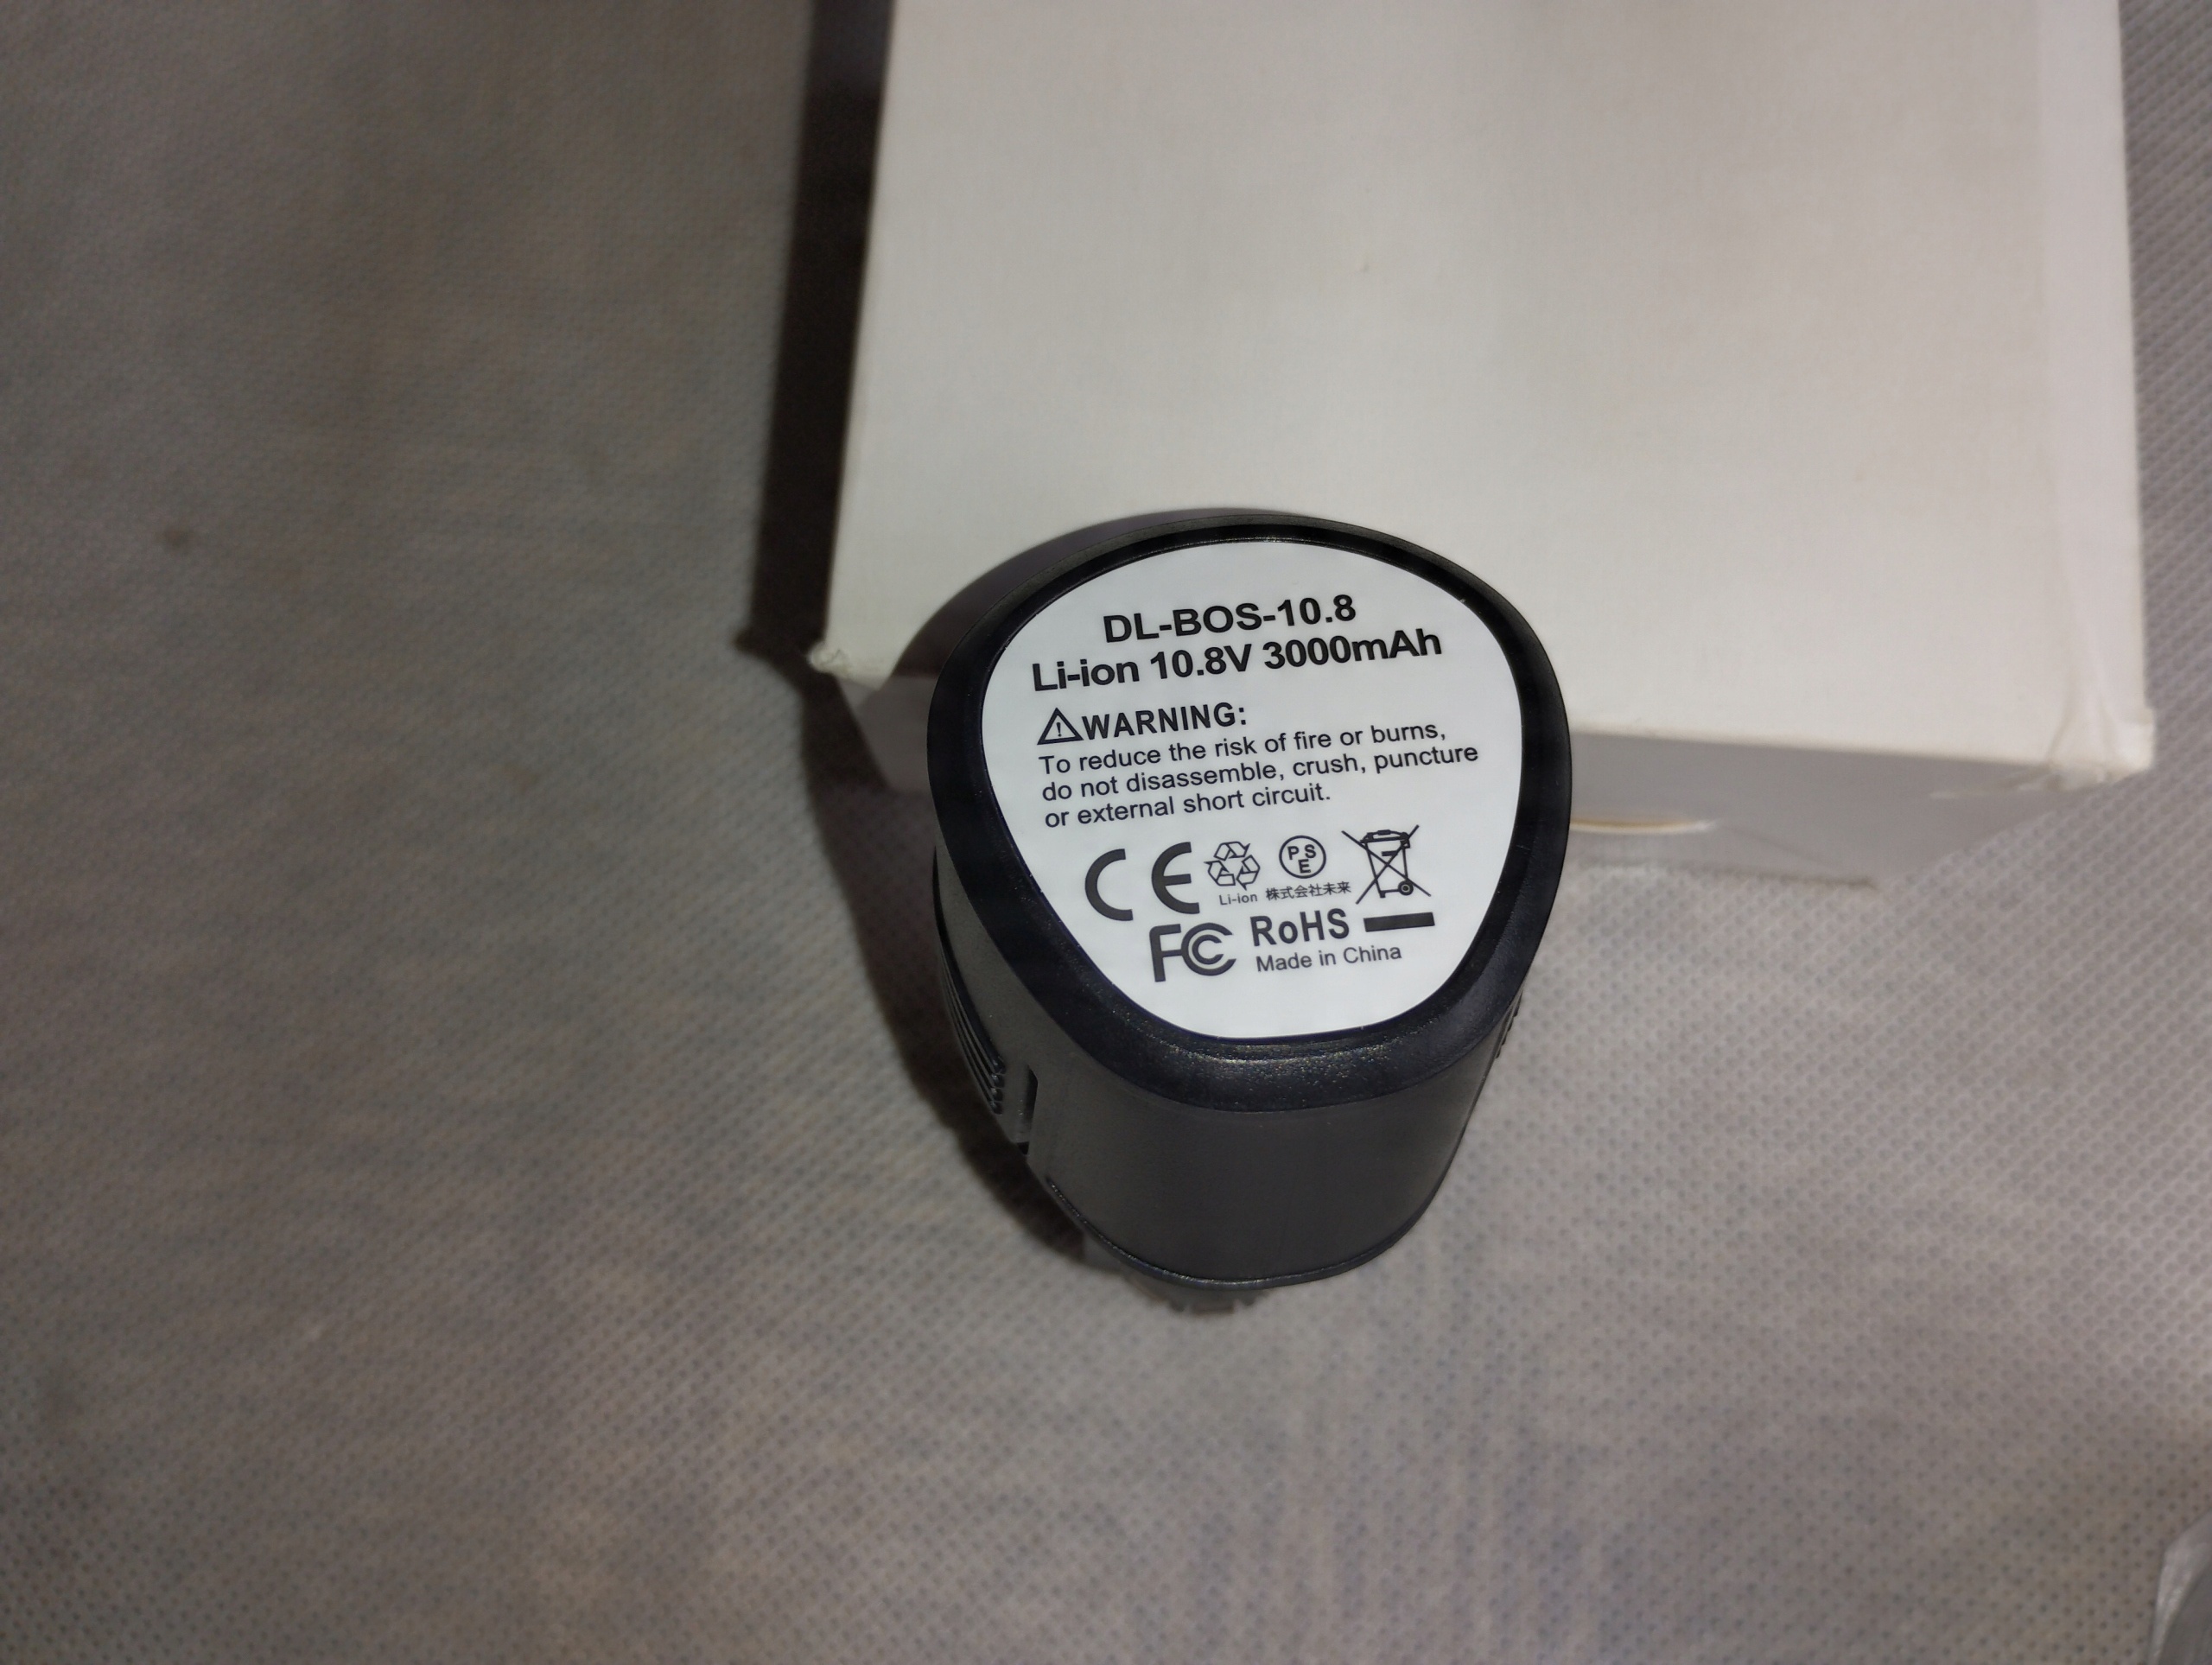 DL-BOS-10.8
Li-ion 10.8V 3000mAh
WARNING:
To reduce the risk of fire or burns,
do not disassemble, crush, puncture
or external short circuit.
CE
PSE
Li-ion 株式会社未来
FC RoHS
Made in China